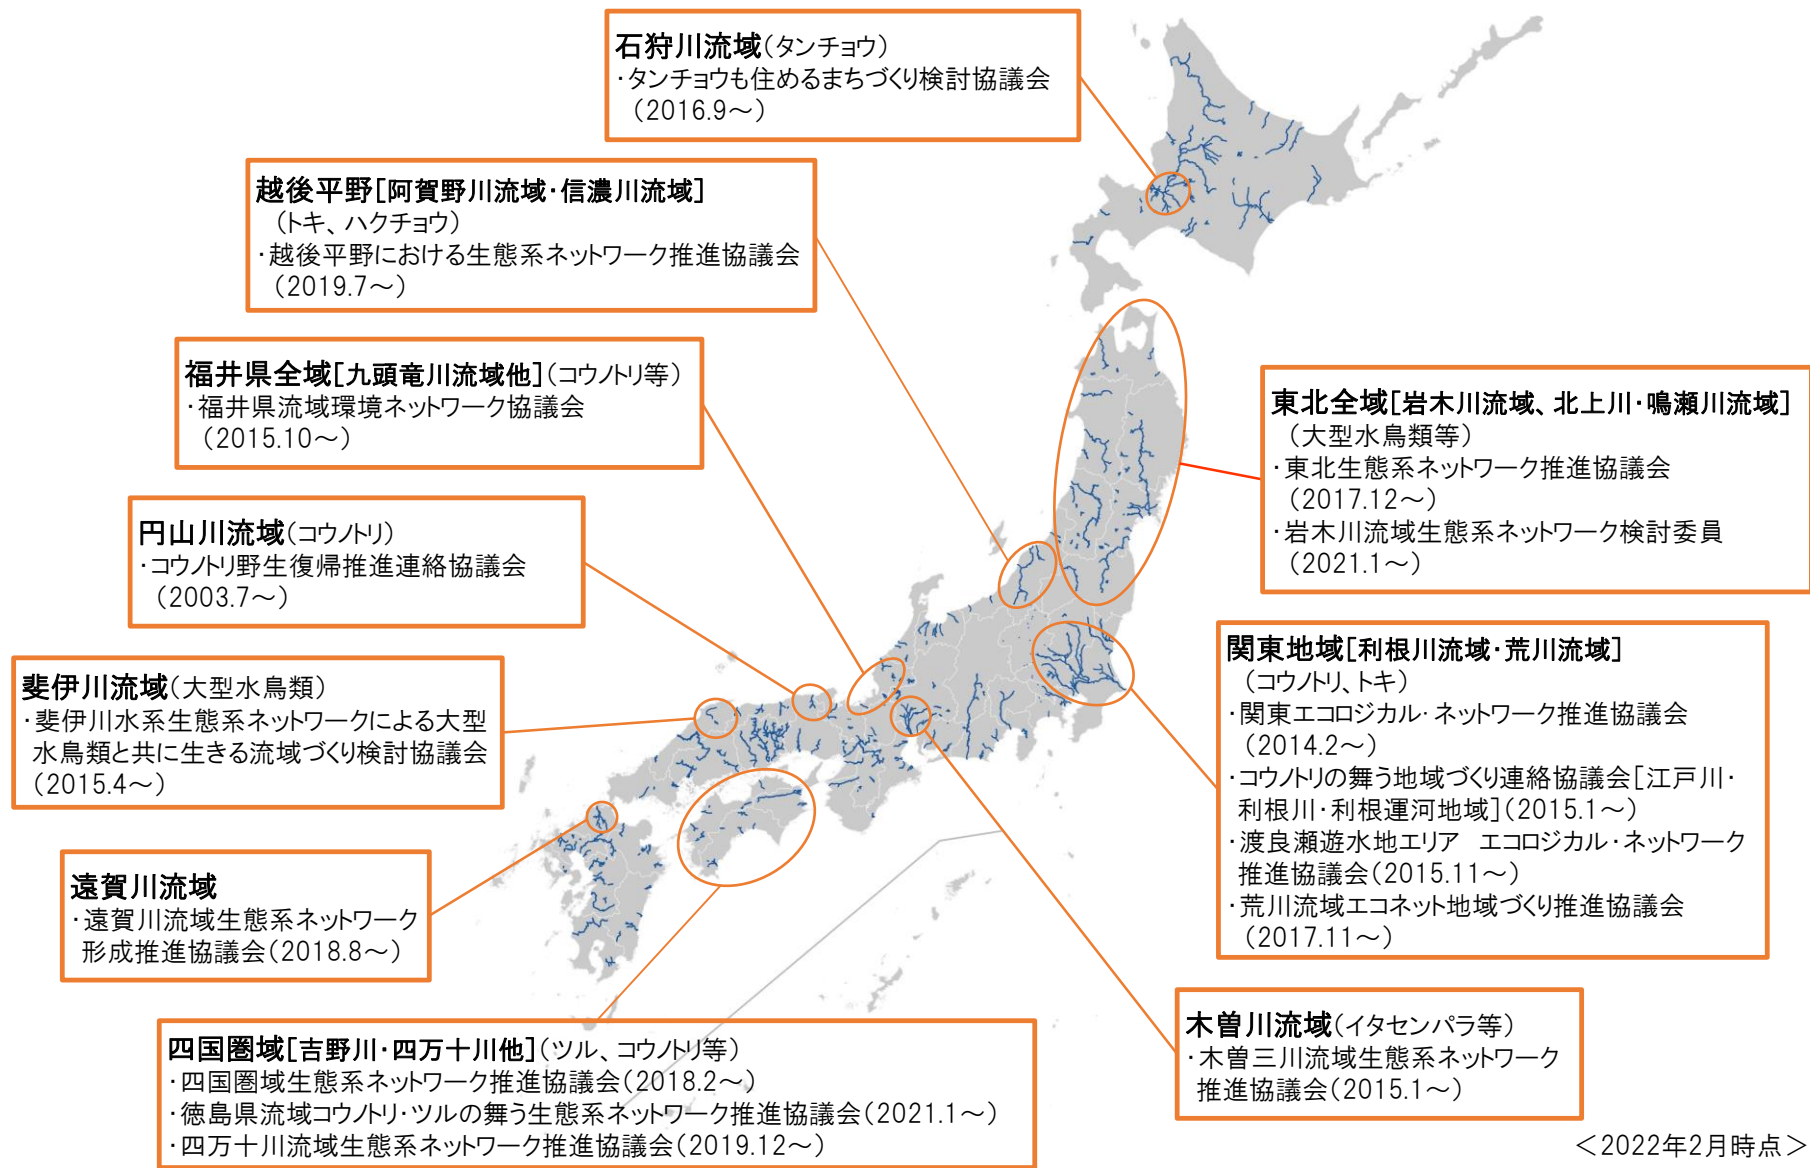 石狩川流域(タンチョウ)
・タンチョウも住めるまちづくり検討協議会
(2016.9～)
越後平野[阿賀野川流域・信濃川流域]
(トキ、ハクチョウ)
・越後平野における生態系ネットワーク推進協議会
(2019.7～)
福井県全域[九頭竜川流域他](コウノトリ等)
・福井県流域環境ネットワーク協議会
(2015.10～)
円山川流域(コウノトリ)
・コウノトリ野生復帰推進連絡協議会
(2003.7～)
斐伊川流域(大型水鳥類)
・斐伊川水系生態系ネットワークによる大型
水鳥類と共に生きる流域づくり検討協議会
(2015.4～)
遠賀川流域
・遠賀川流域生態系ネットワーク
形成推進協議会(2018.8～)
四国圏域[吉野川・四万十川他](ツル、コウノトリ等)
・四国圏域生態系ネットワーク推進協議会(2018.2～)
・徳島県流域コウノトリ・ツルの舞う生態系ネットワーク推進協議会(2021.1～)
・四万十川流域生態系ネットワーク推進協議会(2019.12～)
東北全域[岩木川流域、北上川・鳴瀬川流域]
(大型水鳥類等)
・東北生態系ネットワーク推進協議会
(2017.12～)
・岩木川流域生態系ネットワーク検討委員
(2021.1～)
関東地域[利根川流域・荒川流域]
(コウノトリ、トキ)
・関東エコロジカル・ネットワーク推進協議会
(2014.2～)
・コウノトリの舞う地域づくり連絡協議会[江戸川・
利根川・利根運河地域](2015.1～)
・渡良瀬遊水地エリア　エコロジカル・ネットワーク
推進協議会(2015.11～)
・荒川流域エコネット地域づくり推進協議会
(2017.11～)
木曽川流域(イタセンパラ等)
・木曽三川流域生態系ネットワーク
推進協議会(2015.1～)
＜2022年2月時点＞